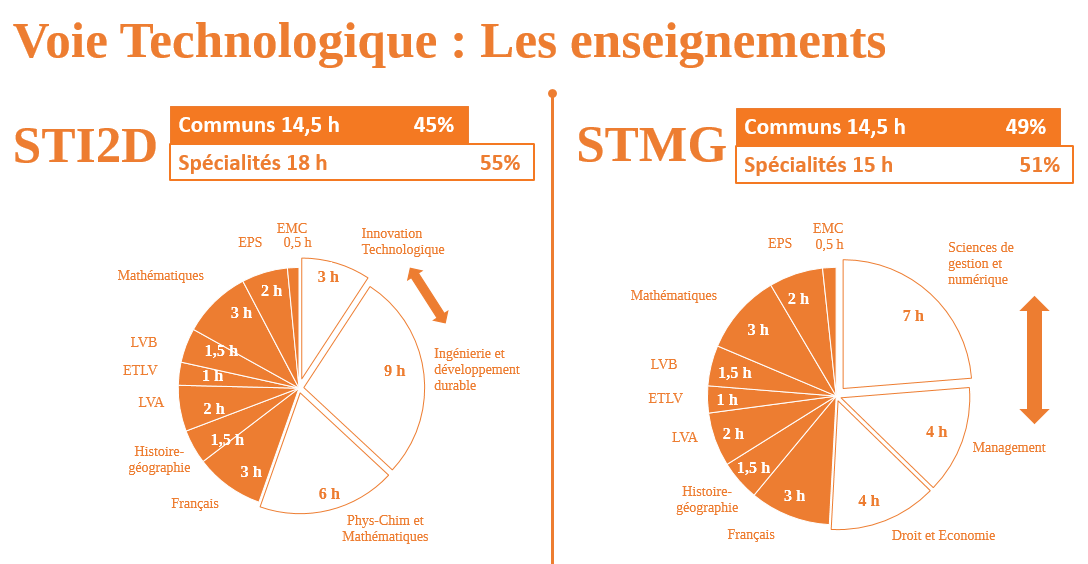 Voie Technologique : Les enseignements
STI2D
Communs 14,5 h 45%
Spécialités 18 h 55%
EMC
0,5 h
EPS
Innovation
Technologique
Mathématiques
2 h
3 h
3 h
LVB
1,5 h
Ingénierie et
développement
durable
9 h
ETLV
1 h
LVA
2 h
Histoire-
géographie
1,5 h
3 h
Français
6 h
Phys-Chim et
Mathématiques
STMG
Communs 14,5 h 49%
Spécialités 15 h 51%
EMC
0,5 h
EPS
Sciences de
gestion et
numérique
Mathématiques
2 h
7 h
3 h
LVB
1,5 h
ETLV
1 h
LVA
2 h
4 h
Management
1,5 h
Histoire-
géographie
3 h
4 h
Français
Droit et Economie